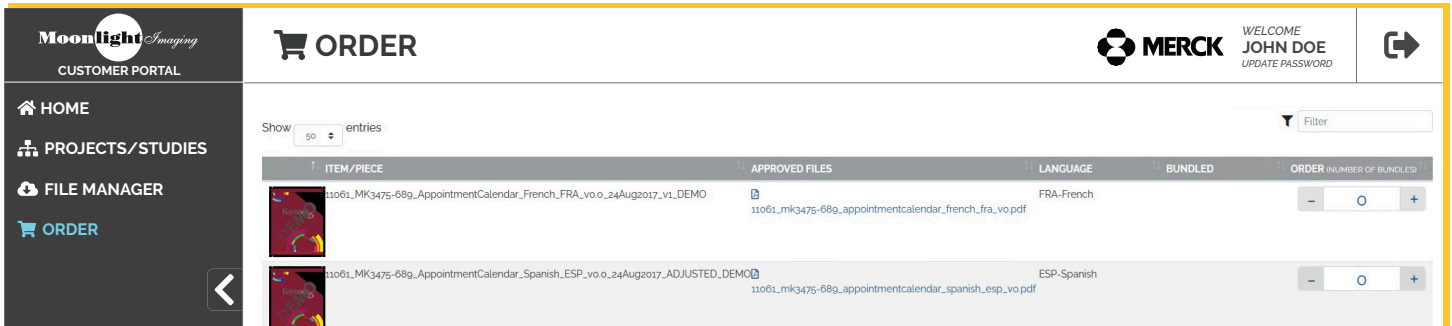 Moonlight Imaging
CUSTOMER PORTAL
HOME
PROJECTS/STUDIES
FILE MANAGER
ORDER
ORDER
MERCK
WELCOME
JOHN DOE
UPDATE PASSWORD
Show 50 entries
Filter
ITEM/PIECE APPROVED FILES LANGUAGE BUNDLED ORDER (NUMBER OF BUNDLES)
11061_MK3475-689_AppointmentCalendar_French_FRA_v0.0_24Aug2017_v1_DEMO
11061_mk3475-689_appointmentcalendar_french_fra_v0.pdf
FRA-French
- 0 +
DEMO
11061_MK3475-689_AppointmentCalendar_Spanish_ESP_v0.0_24Aug2017_ADJUSTED_DEMO
11061_mk3475-689_appointmentcalendar_spanish_esp_v0.pdf
ESP-Spanish
- 0 +
DEMO